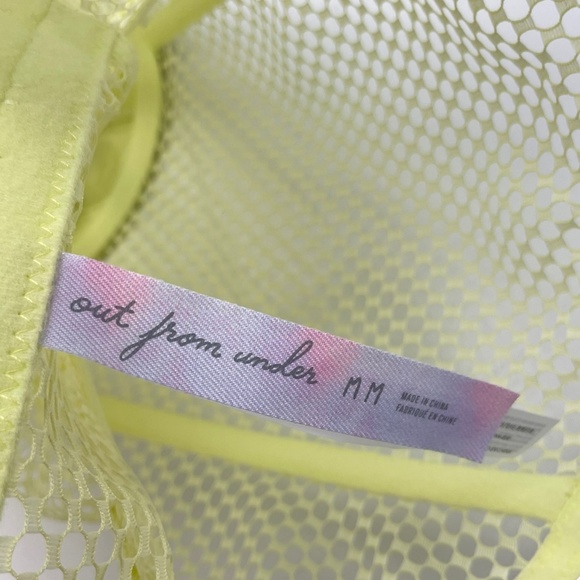 out from under M M MADE IN CHINA
FABRIQUÉ EN CHINE